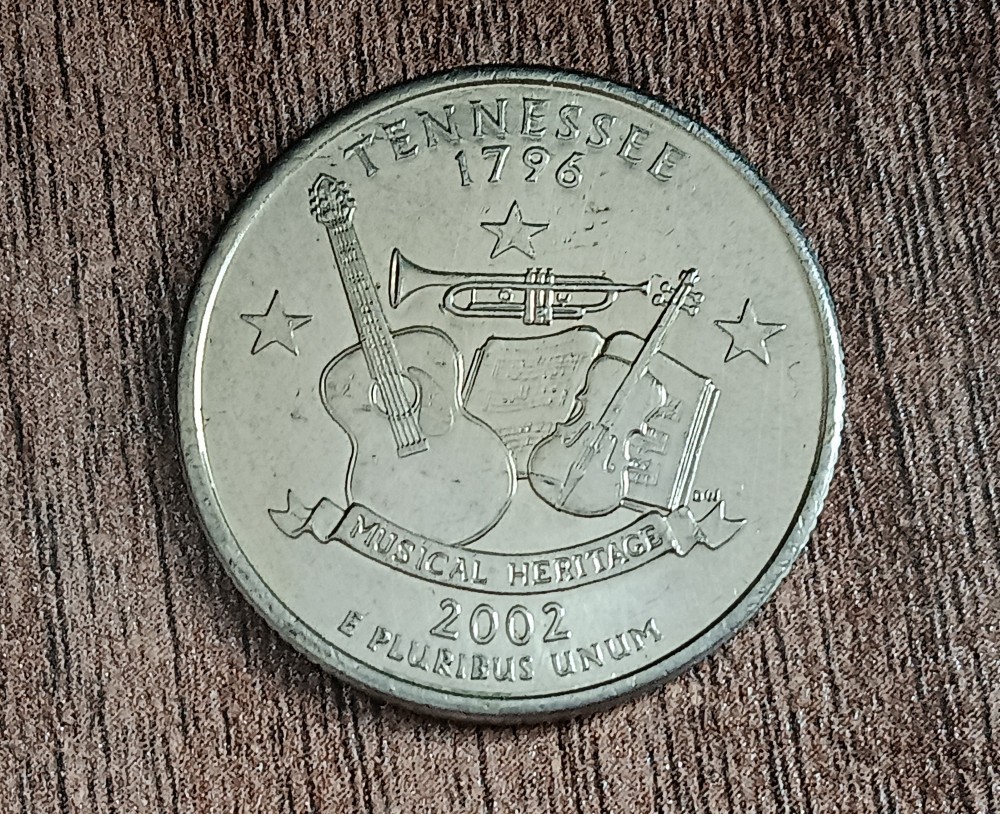 TENNESSEE
1796
MUSICAL HERITAGE
2002
E PLURIBUS UNUM